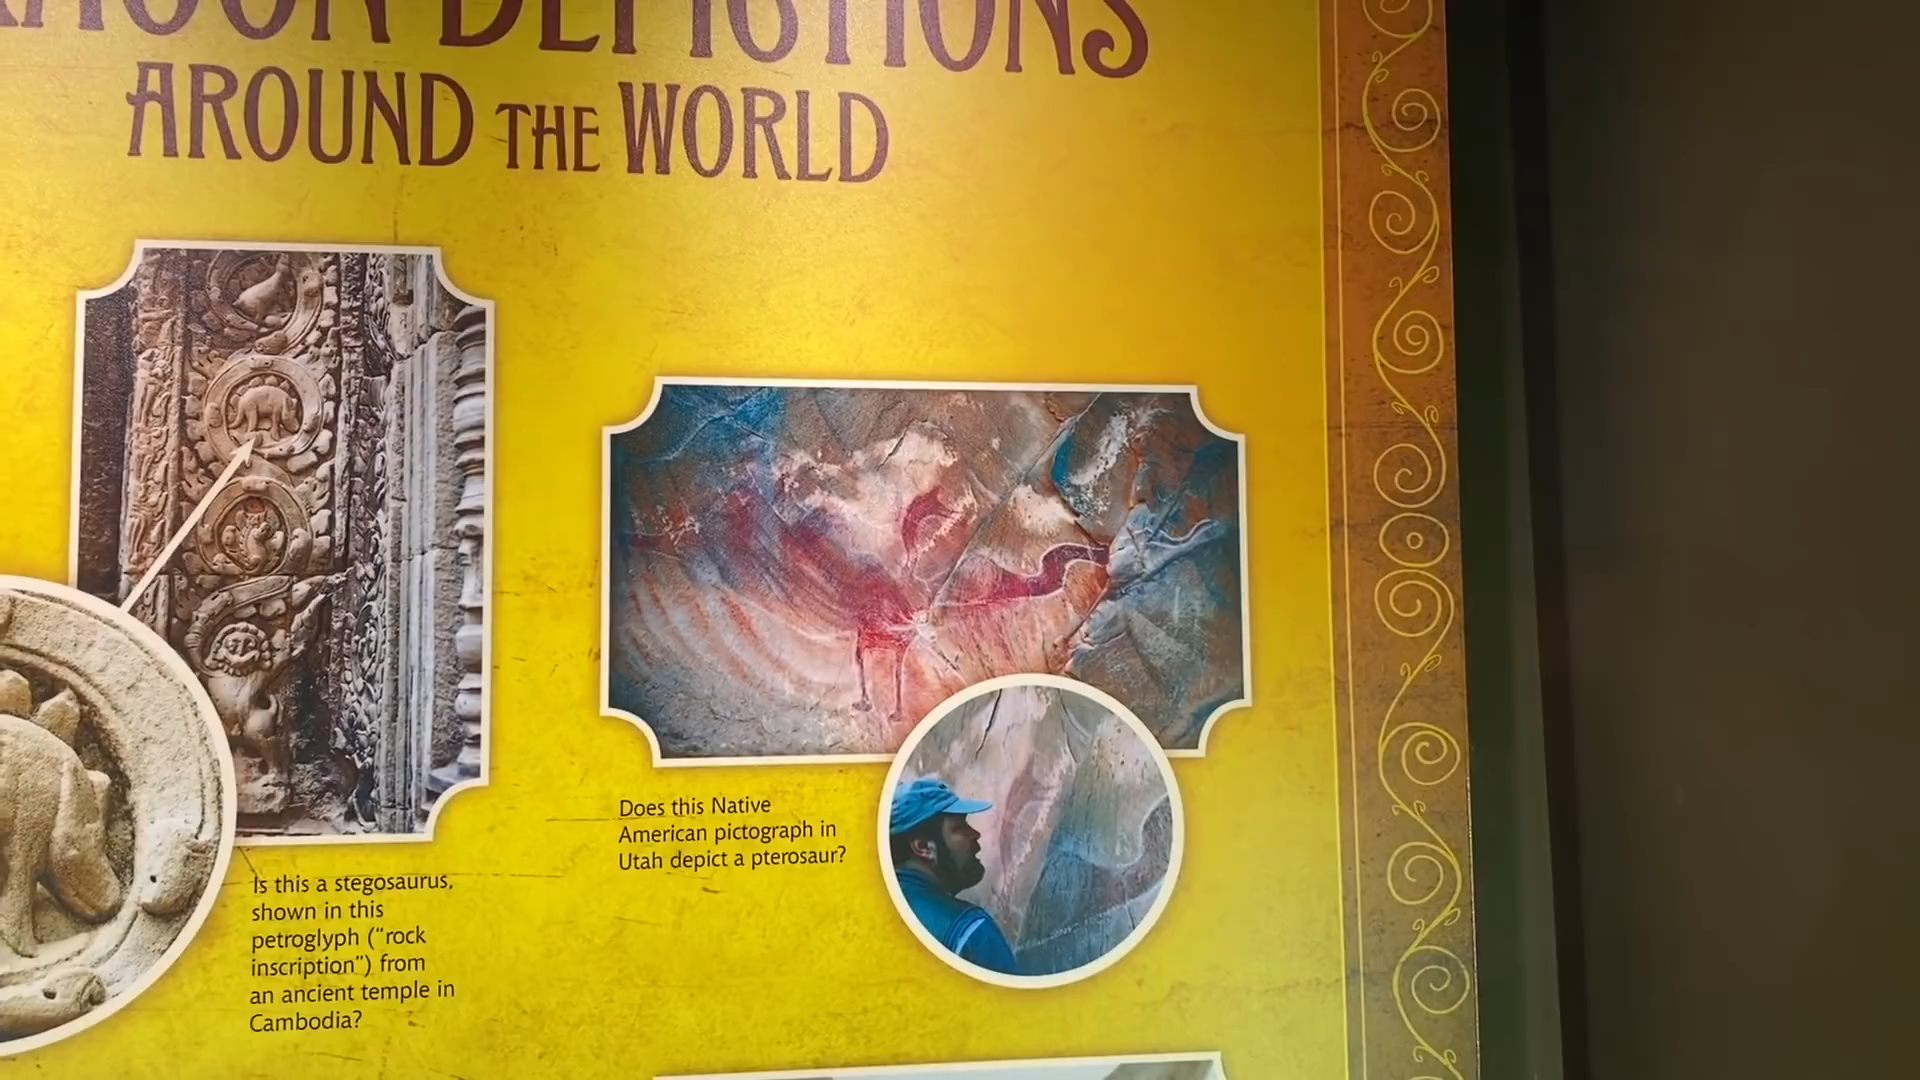 DEPICTIONS
AROUND THE WORLD
Does this Native
American pictograph in
Utah depict a pterosaur?
Is this a stegosaurus,
shown in this
petroglyph (“rock
inscription”) from
an ancient temple in
Cambodia?